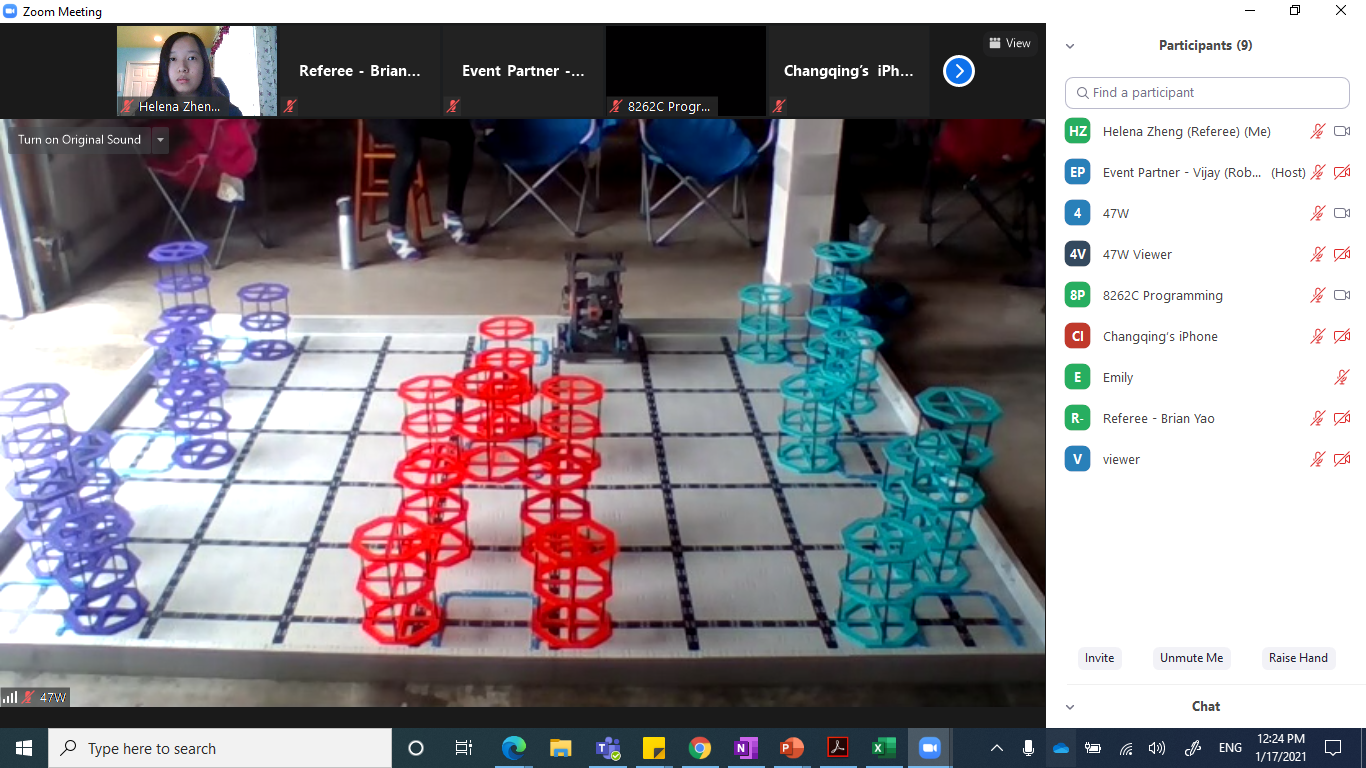 Zoom Meeting
Helena Zhen...
Referee - Brian...
Event Partner -...
8262C Progr...
Changqing's iPh...
View
Turn on Original Sound
47W
Participants (9)
Find a participant
HZ Helena Zheng (Referee) (Me)
EP Event Partner - Vijay (Rob... (Host)
4 47W
4V 47W Viewer
8P 8262C Programming
CI Changqing's iPhone
E Emily
R- Referee - Brian Yao
V viewer
Invite Unmute Me Raise Hand
Chat
Type here to search
ENG
12:24 PM
1/17/2021